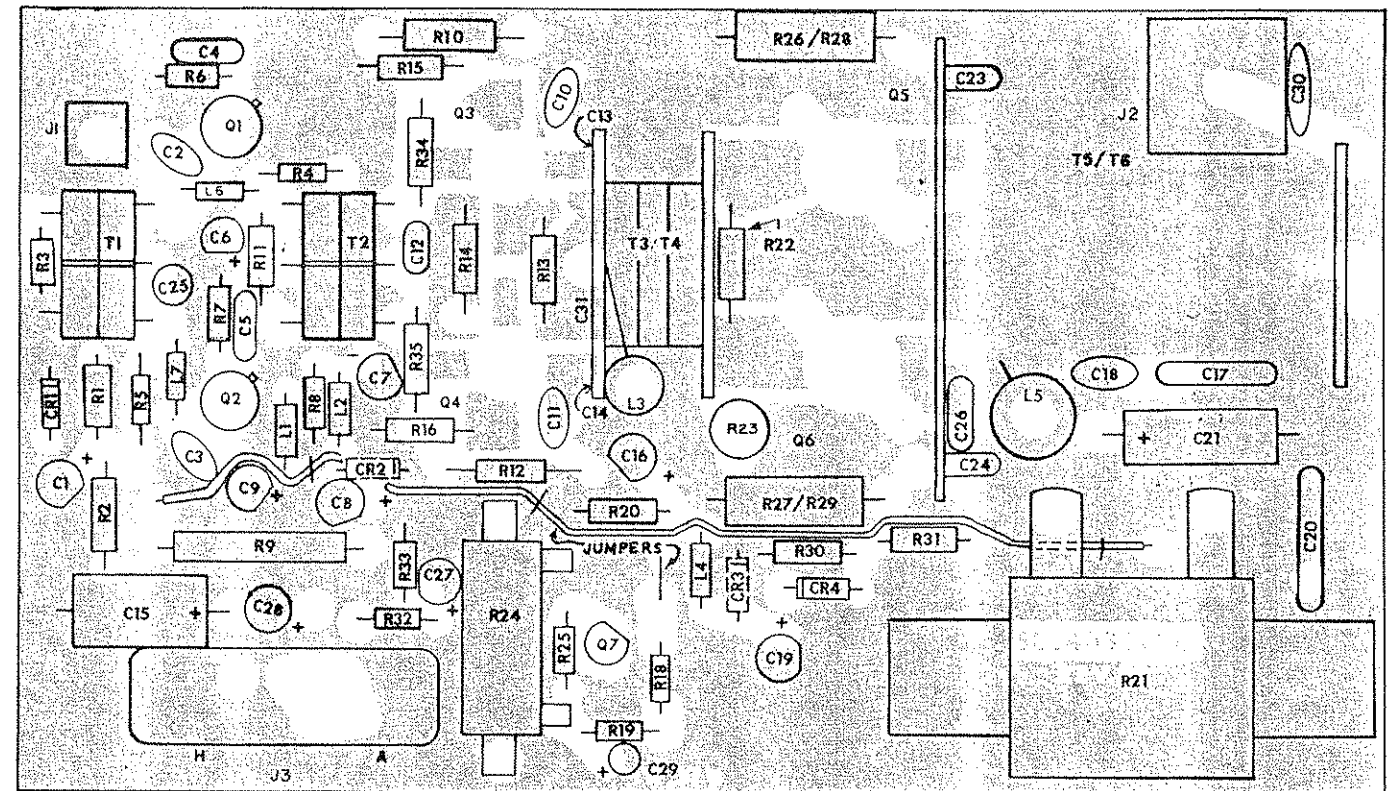 R10
R26/R28
C4
R6
R15
C23
C30
C10
Q5
J1
Q1
Q3
C13
J2
C2
R34
T5/T6
R4
L6
T1
C6
+
R11
T2
C12
R14
R13
T3/T4
R22
R3
C25
R7
C5
C31
R35
C7
CR1
R1
R5
L7
Q2
R8
L2
L1
Q4
R16
C11
C14
L3
R23
Q6
C26
L5
C18
C17
+
C21
C3
C1
+
R2
C9
+
C8
+
CR2
R12
C16
+
C24
R27/R29
R20
R31
C20
R9
JUMPERS
R30
R33
C27
+
L4
CR3
CR4
C15
+
C28
+
R32
R24
R25
Q7
R18
+
C19
R21
R19
H
A
J3
+
C29